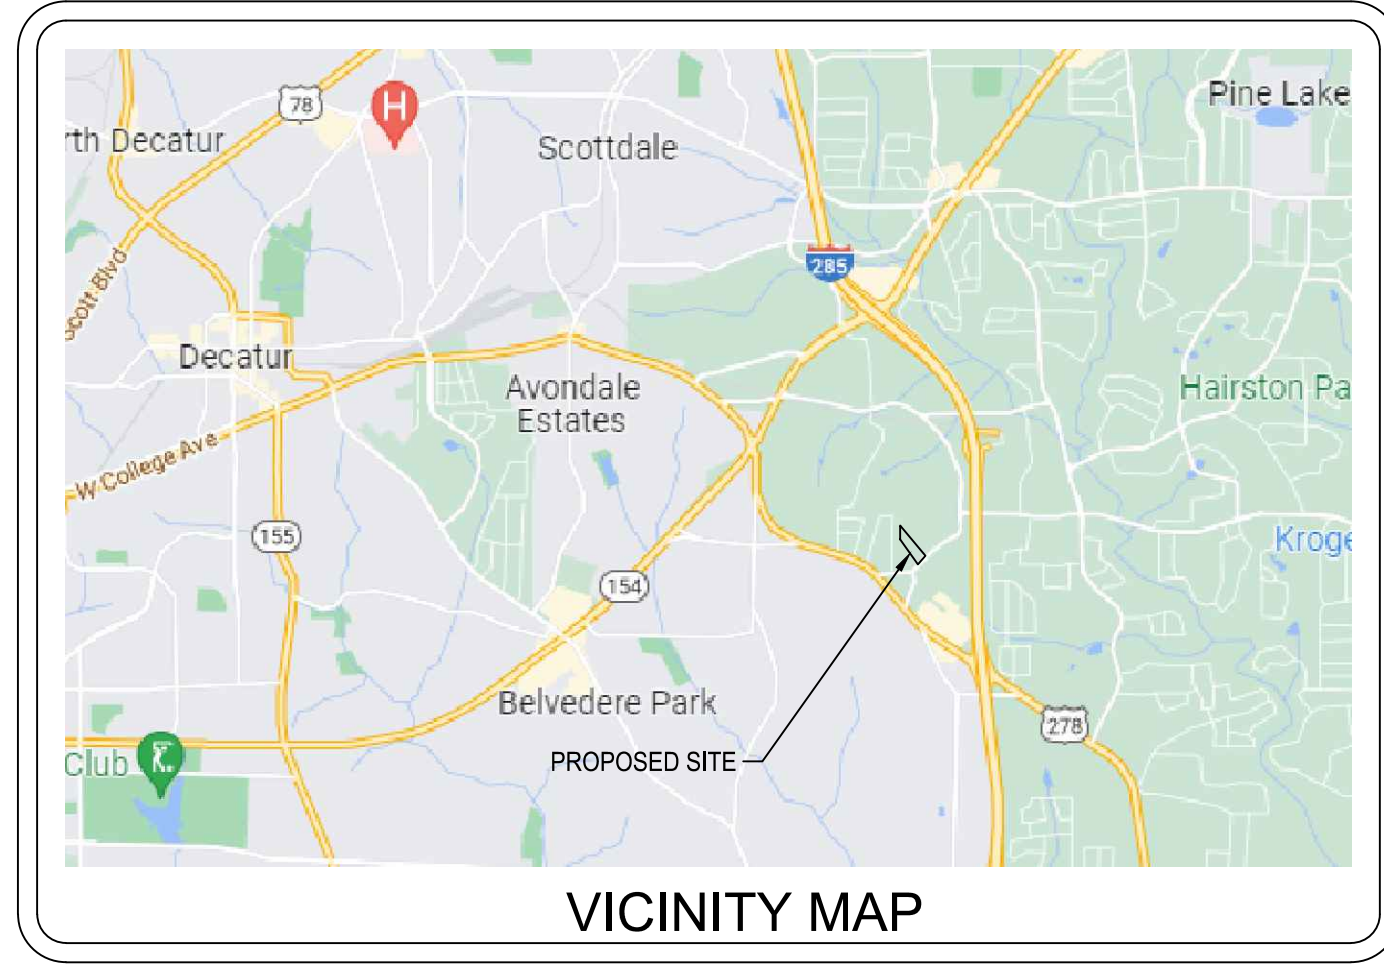 Pine Lake
78
H
rth Decatur
Scottdale
Scott Blvd
285
Decatur
Avondale
Estates
Hairston Pa
W College Ave
155
Kroge
154
Belvedere Park
278
Club
PROPOSED SITE
VICINITY MAP